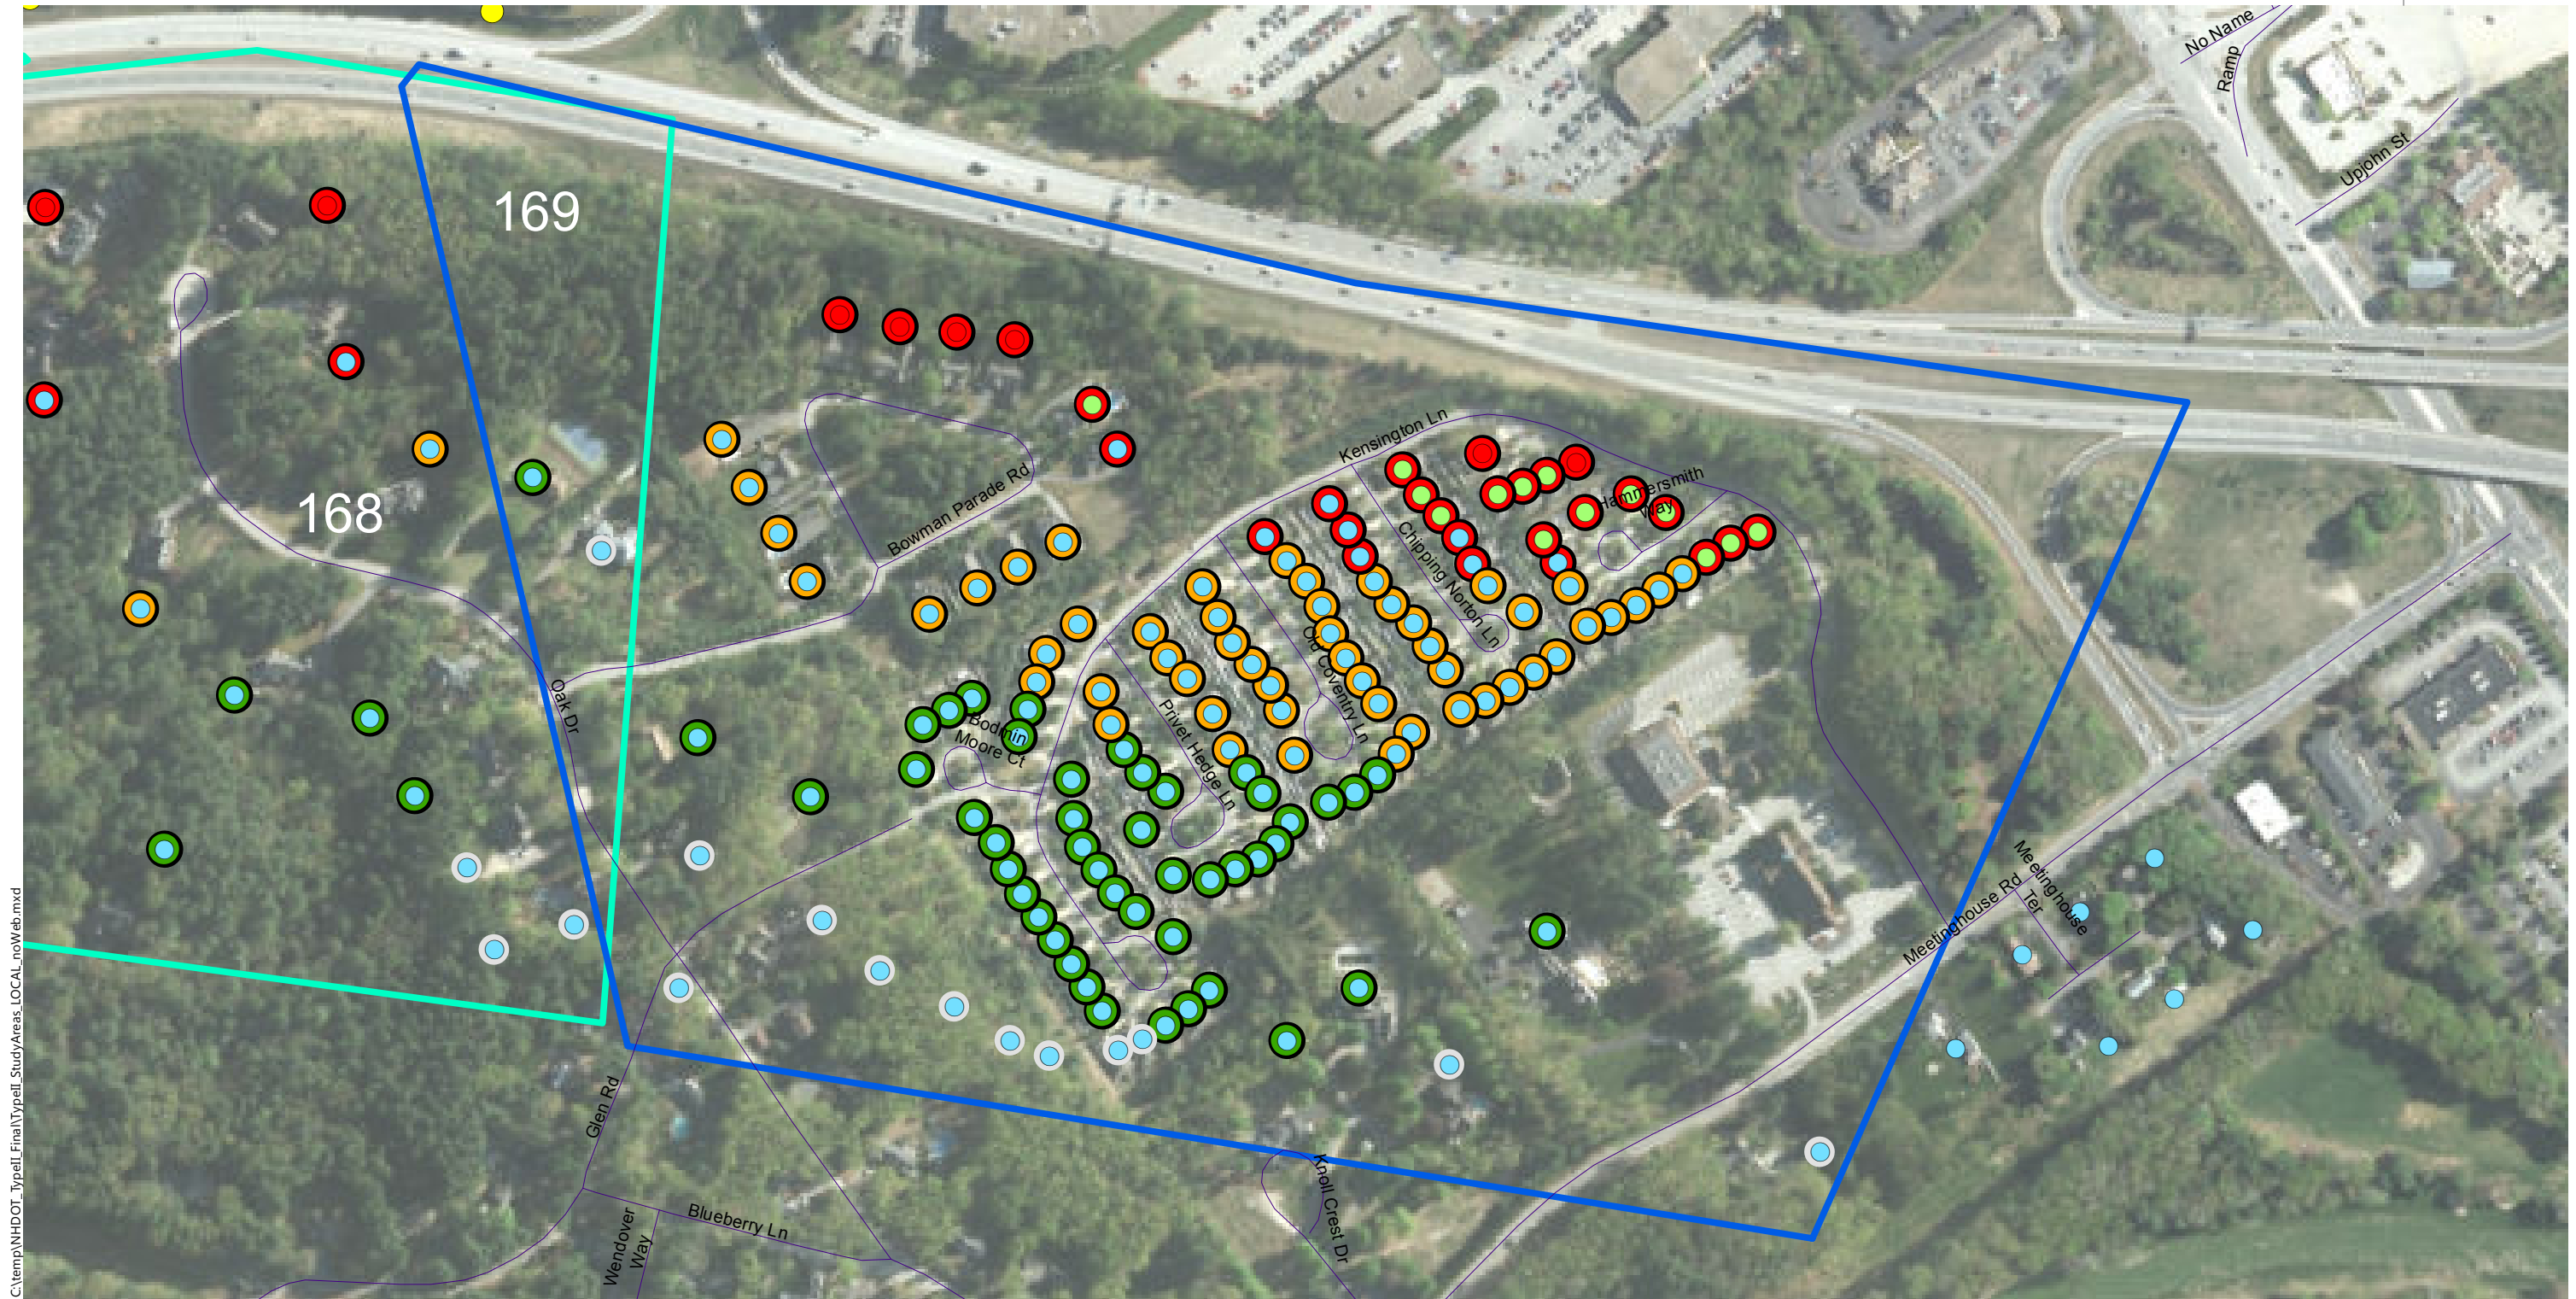 No Name
Ramp
Upjohn St
169
168
Kensington Ln
Hammersmith
Way
Bowman Parade Rd
Chipping Norton Ln
Old Coventry Ln
Oak Dr
Bodmin
Moore Ct
Privet Hedge Ln
Meetinghouse Rd
Meetinghouse
Ter
Glen Rd
Knoll Crest Dr
Blueberry Ln
Wendover
Way
C:\temp\NHDOT_TypeII_Final\TypeII_StudyAreas_LOCAL_noWeb.mxd